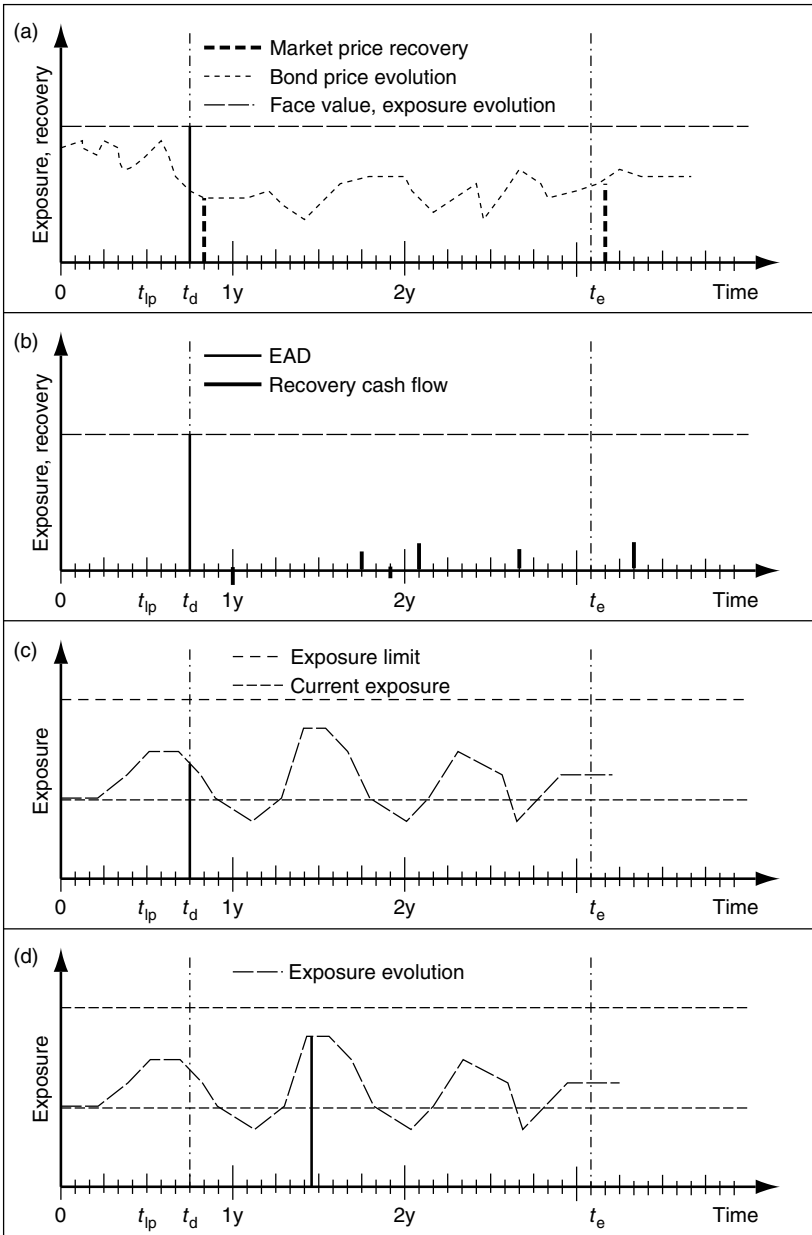 (a)
Market price recovery
Bond price evolution
Face value, exposure evolution
Exposure, recovery
0 t_lp t_d 1y 2y t_e Time
(b)
EAD
Recovery cash flow
Exposure, recovery
0 t_lp t_d 1y 2y t_e Time
(c)
Exposure limit
Current exposure
Exposure
0 t_lp t_d 1y 2y t_e Time
(d)
Exposure evolution
Exposure
0 t_lp t_d 1y 2y t_e Time